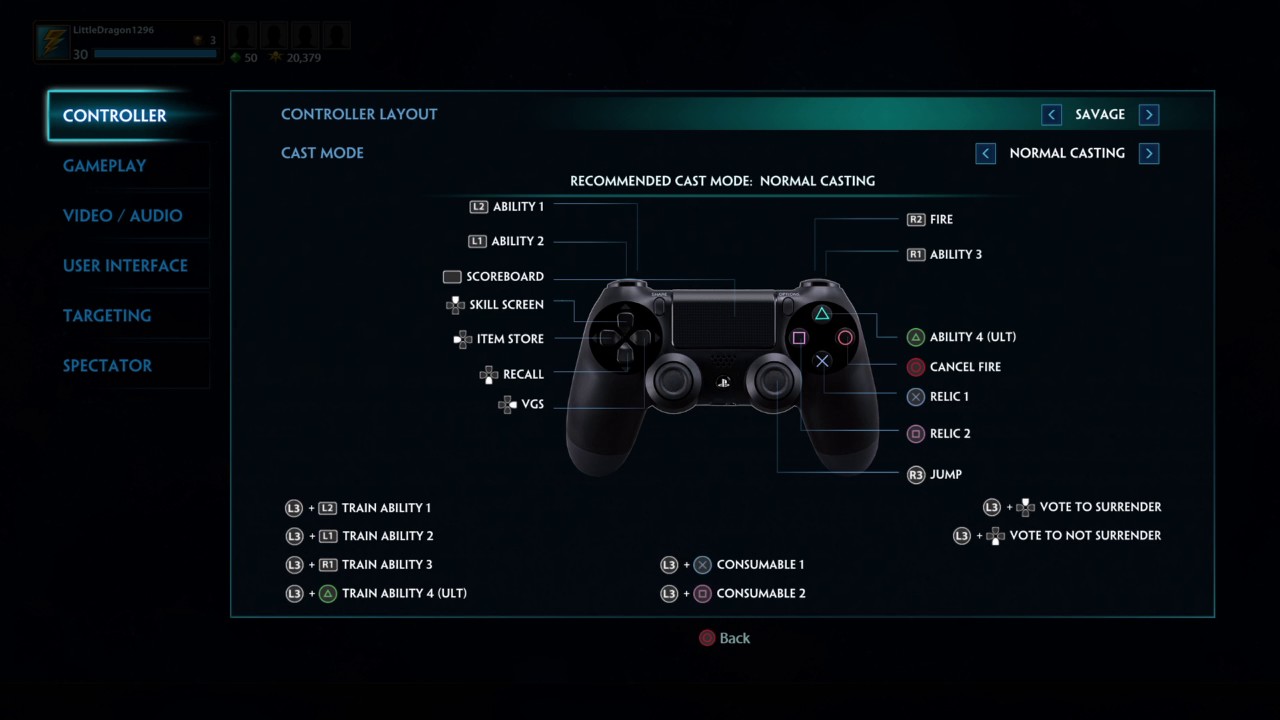 LittleDragon1296
3
30
50
20,379
CONTROLLER
GAMEPLAY
VIDEO / AUDIO
USER INTERFACE
TARGETING
SPECTATOR
CONTROLLER LAYOUT
SAVAGE
CAST MODE
NORMAL CASTING
RECOMMENDED CAST MODE: NORMAL CASTING
L2 ABILITY 1
L1 ABILITY 2
SCOREBOARD
SKILL SCREEN
ITEM STORE
RECALL
VGS
SHARE
OPTIONS
R2 FIRE
R1 ABILITY 3
ABILITY 4 (ULT)
CANCEL FIRE
RELIC 1
RELIC 2
R3 JUMP
L3 + L2 TRAIN ABILITY 1
L3 + L1 TRAIN ABILITY 2
L3 + R1 TRAIN ABILITY 3
L3 + TRAIN ABILITY 4 (ULT)
L3 + CONSUMABLE 1
L3 + CONSUMABLE 2
L3 + VOTE TO SURRENDER
L3 + VOTE TO NOT SURRENDER
Back